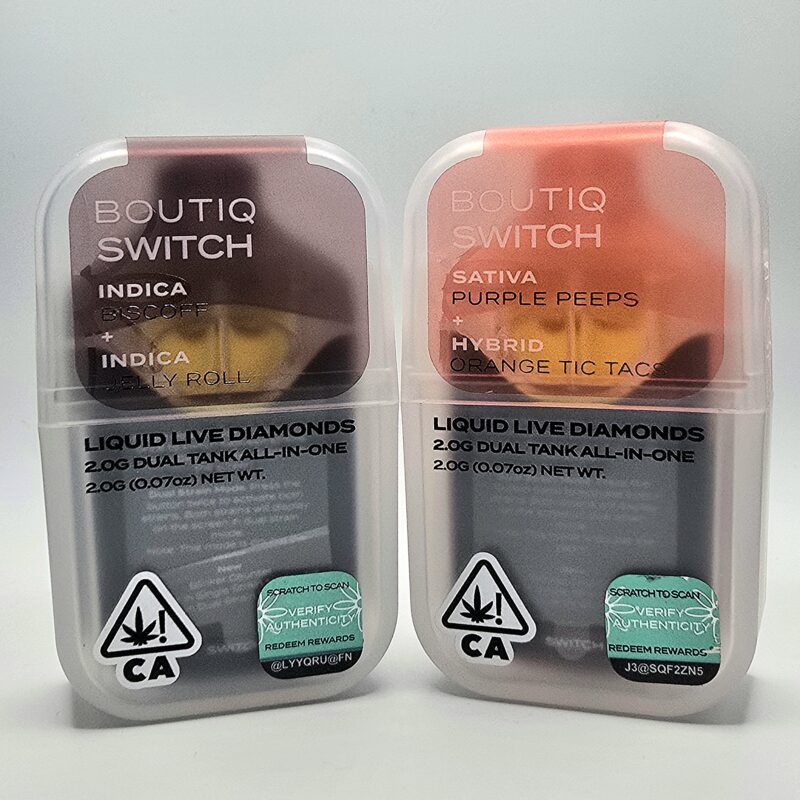 BOUTIQ
SWITCH
INDICA
BISCOFF
+
INDICA
JELLY ROLL
LIQUID LIVE DIAMONDS
2.0G DUAL TANK ALL-IN-ONE
2.0G (0.07oz) NET WT.
CA
SCRATCH TO SCAN
VERIFY
AUTHENTICITY
REDEEM REWARDS
@LYYQRU@FN
SWITCH
BOUTIQ
SWITCH
SATIVA
PURPLE PEEPS
+
HYBRID
ORANGE TIC TACS
LIQUID LIVE DIAMONDS
2.0G DUAL TANK ALL-IN-ONE
2.0G (0.07oz) NET WT.
CA
SCRATCH TO SCAN
VERIFY
AUTHENTICITY
REDEEM REWARDS
J3@SQF2ZN5
SWITCH